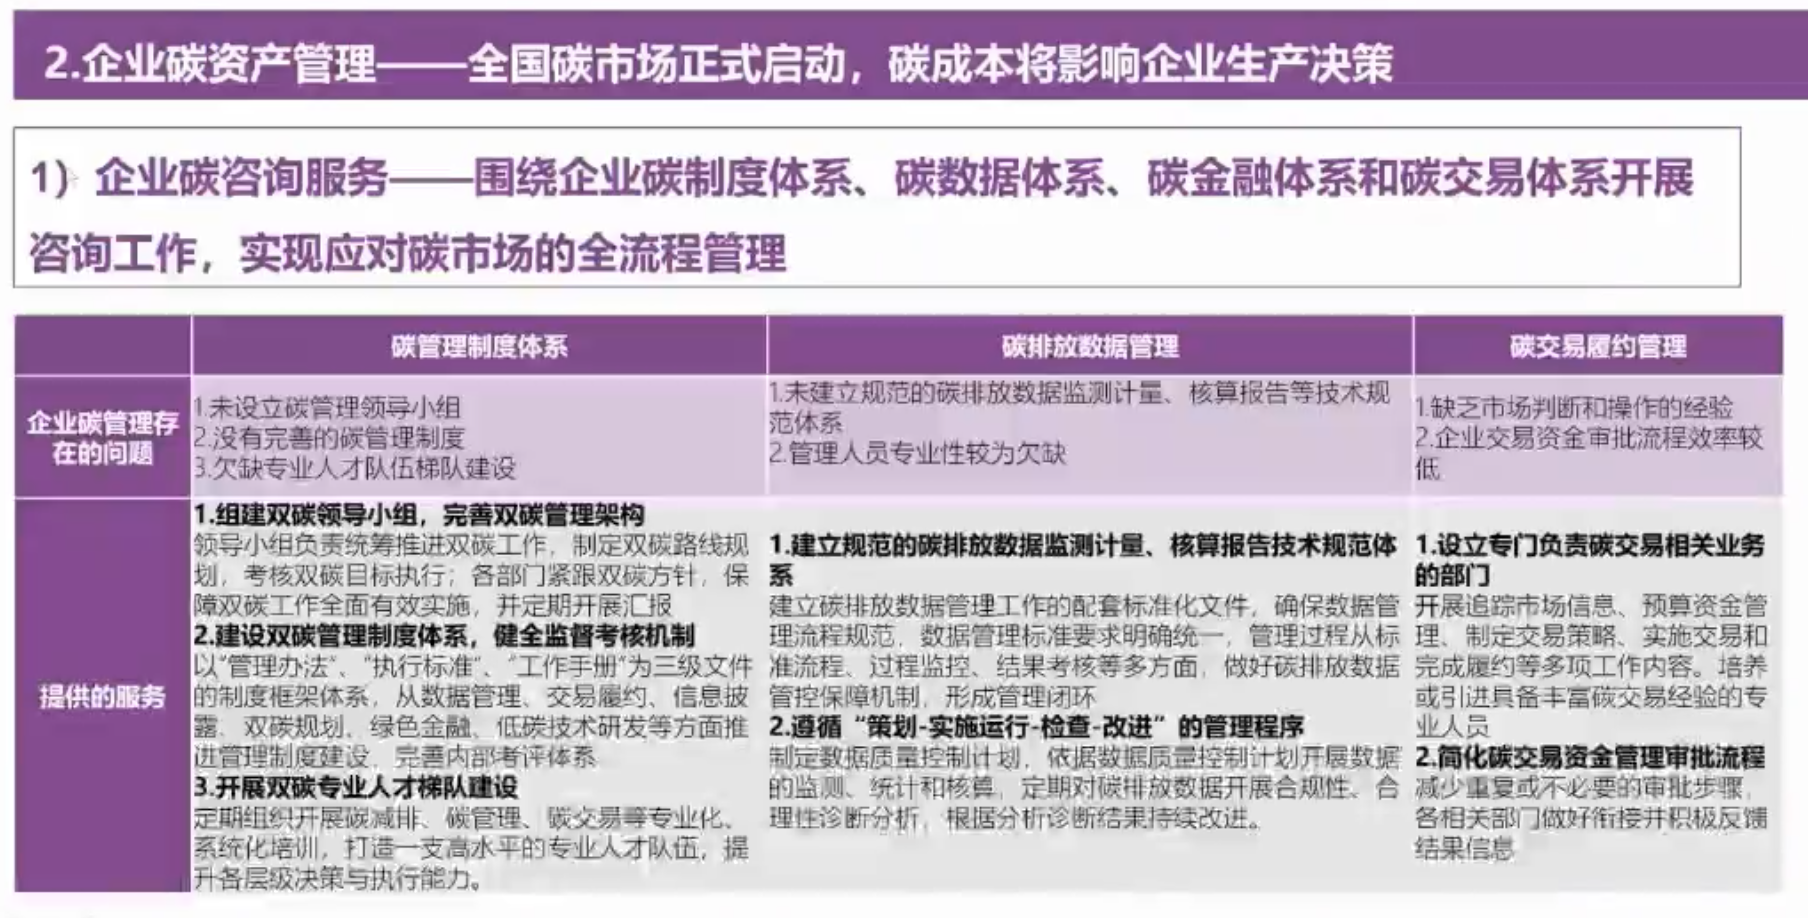 2.企业碳资产管理——全国碳市场正式启动，碳成本将影响企业生产决策
1）企业碳咨询服务——围绕企业碳制度体系、碳数据体系、碳金融体系和碳交易体系开展
咨询工作，实现应对碳市场的全流程管理
碳管理制度体系
碳排放数据管理
碳交易履约管理
企业碳管理存
在的问题
1.未设立碳管理领导小组
2.没有完善的碳管理制度
3.欠缺专业人才队伍梯队建设
1.未建立规范的碳排放数据监测计量、核算报告等技术规
范体系
2.管理人员专业性较为欠缺
1.缺乏市场判断和操作的经验
2.企业交易资金审批流程效率较
低
提供的服务
1.组建双碳领导小组，完善双碳管理架构
领导小组负责统筹推进双碳工作，制定双碳路线规
划，考核双碳目标执行；各部门紧跟双碳方针，保
障双碳工作全面有效实施，并定期开展汇报
2.建设双碳管理制度体系，健全监督考核机制
以“管理办法”、“执行标准”、“工作手册”为三级文件
的制度框架体系，从数据管理、交易履约、信息披
露、双碳规划、绿色金融、低碳技术研发等方面推
进管理制度建设，完善内部考评体系
3.开展双碳专业人才梯队建设
定期组织开展碳减排、碳管理、碳交易等专业化、
系统化培训，打造一支高水平的专业人才队伍，提
升各层级决策与执行能力。
1.建立规范的碳排放数据监测计量、核算报告技术规范体
系
建立碳排放数据管理工作的配套标准化文件，确保数据管
理流程规范，数据管理标准要求明确统一，管理过程从标
准流程、过程监控、结果考核等多方面，做好碳排放数据
管控保障机制，形成管理闭环
2.遵循“策划-实施运行-检查-改进”的管理程序
制定数据质量控制计划，依据数据质量控制计划开展数据
的监测、统计和核算，定期对碳排放数据开展合规性、合
理性诊断分析，根据分析诊断结果持续改进。
1.设立专门负责碳交易相关业务
的部门
开展追踪市场信息、预算资金管
理、制定交易策略、实施交易和
完成履约等多项工作内容。培养
或引进具备丰富碳交易经验的专
业人员
2.简化碳交易资金管理审批流程
减少重复或不必要的审批步骤，
各相关部门做好衔接并积极反馈
结果信息